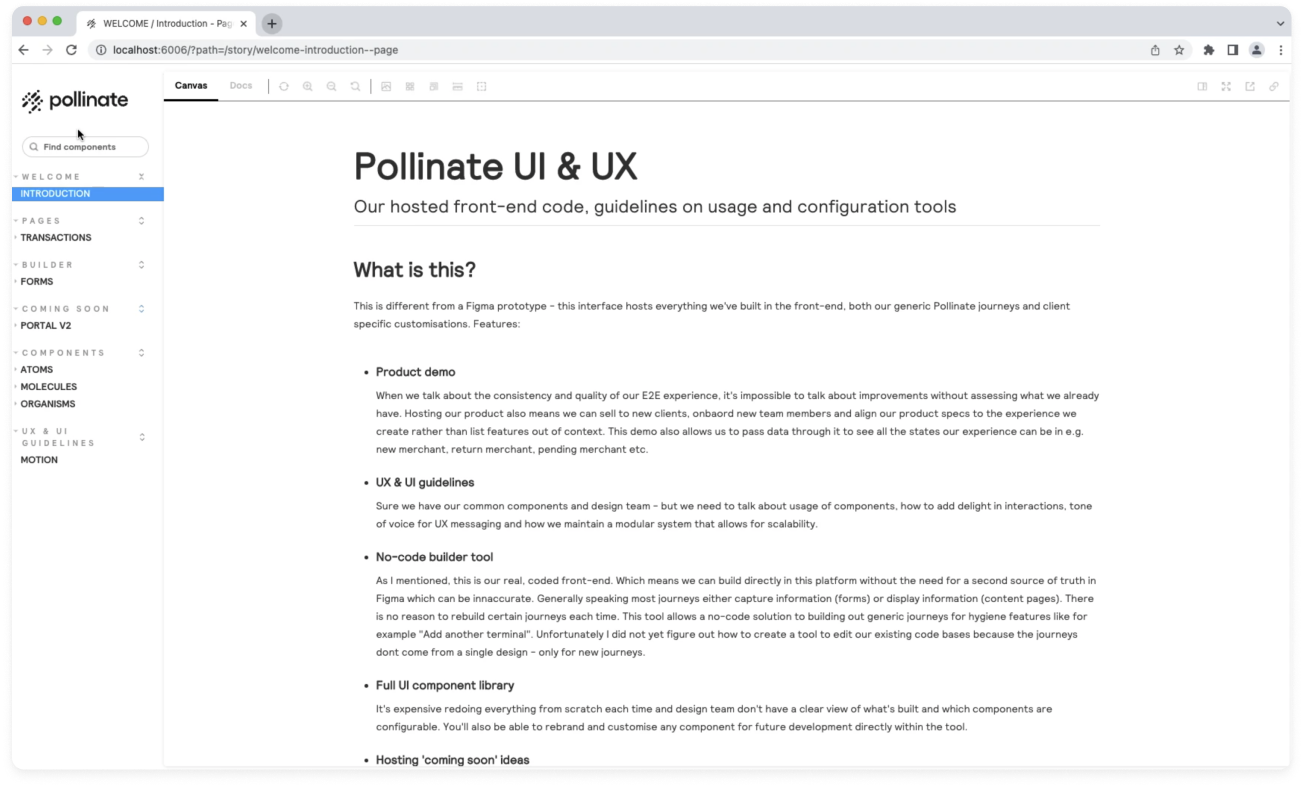 WELCOME / Introduction - Pag
localhost:6006/?path=/story/welcome-introduction--page
pollinate
Find components
WELCOME
INTRODUCTION
PAGES
TRANSACTIONS
BUILDER
FORMS
COMING SOON
PORTAL V2
COMPONENTS
ATOMS
MOLECULES
ORGANISMS
UX & UI
GUIDELINES
MOTION
Canvas Docs
Pollinate UI & UX
Our hosted front-end code, guidelines on usage and configuration tools
What is this?
This is different from a Figma prototype - this interface hosts everything we've built in the front-end, both our generic Pollinate journeys and client
specific customisations. Features:
• Product demo
When we talk about the consistency and quality of our E2E experience, it's impossible to talk about improvements without assessing what we already
have. Hosting our product also means we can sell to new clients, onbaord new team members and align our product specs to the experience we
create rather than list features out of context. This demo also allows us to pass data through it to see all the states our experience can be in e.g.
new merchant, return merchant, pending merchant etc.
• UX & UI guidelines
Sure we have our common components and design team - but we need to talk about usage of components, how to add delight in interactions, tone
of voice for UX messaging and how we maintain a modular system that allows for scalability.
• No-code builder tool
As I mentioned, this is our real, coded front-end. Which means we can build directly in this platform without the need for a second source of truth in
Figma which can be innaccurate. Generally speaking most journeys either capture information (forms) or display information (content pages). There
is no reason to rebuild certain journeys each time. This tool allows a no-code solution to building out generic journeys for hygiene features like for
example "Add another terminal". Unfortunately I did not yet figure out how to create a tool to edit our existing code bases because the journeys
dont come from a single design - only for new journeys.
• Full UI component library
It's expensive redoing everything from scratch each time and design team don't have a clear view of what's built and which components are
configurable. You'll also be able to rebrand and customise any component for future development directly within the tool.
• Hosting 'coming soon' ideas